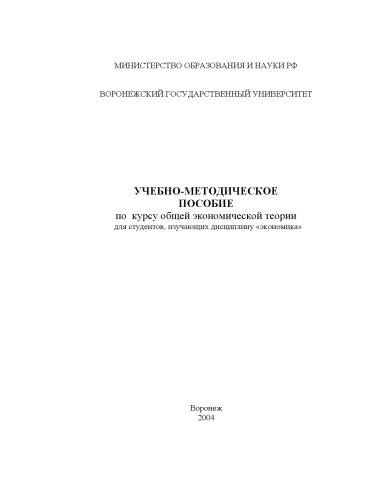 МИНИСТЕРСТВО ОБРАЗОВАНИЯ И НАУКИ РФ
ВОРОНЕЖСКИЙ ГОСУДАРСТВЕННЫЙ УНИВЕРСИТЕТ
УЧЕБНО-МЕТОДИЧЕСКОЕ
ПОСОБИЕ
по курсу общей экономической теории
для студентов, изучающих дисциплину «экономика»
Воронеж
2004